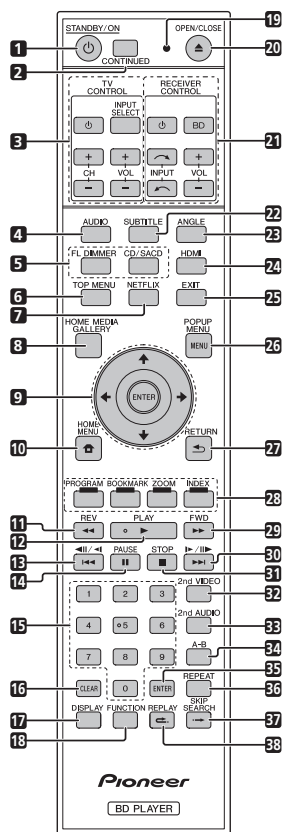 STANDBY/ON
OPEN/CLOSE
19
1
20
2
CONTINUED
TV CONTROL
RECEIVER CONTROL
INPUT SELECT
BD
3
21
+ + +
CH VOL INPUT VOL
− − −
22
4
AUDIO SUBTITLE ANGLE
23
5
FL DIMMER CD/SACD HDMI
24
6
TOP MENU NETFLIX EXIT
25
7
HOME MEDIA GALLERY
POPUP MENU
8
MENU
26
9
ENTER
HOME MENU
RETURN
10
27
PROGRAM BOOKMARK ZOOM INDEX
28
11
REV PLAY FWD
29
12
13
PAUSE STOP
30
14
31
1 2 3
2nd VIDEO
32
15
4 5 6
2nd AUDIO
33
7 8 9
A-B
34
35
16
CLEAR 0 ENTER
REPEAT
36
17
DISPLAY FUNCTION REPLAY
SKIP SEARCH
37
18
38
Pioneer
BD PLAYER